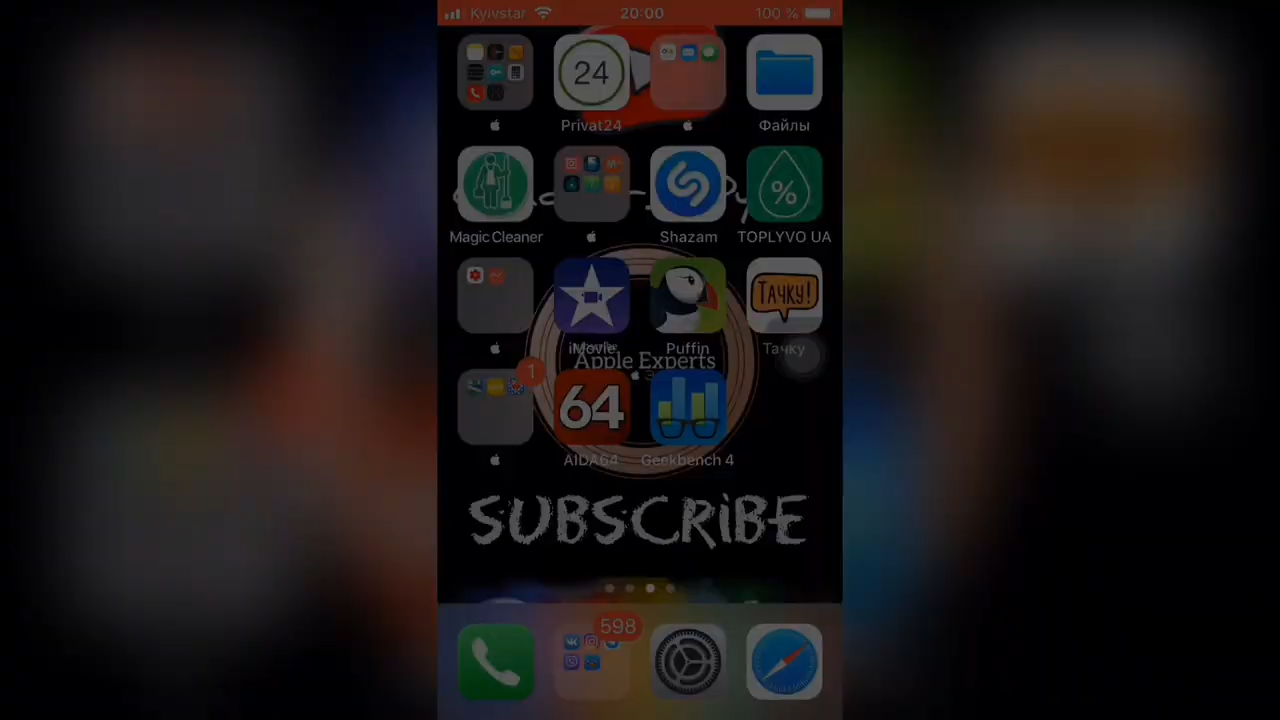 Kyivstar 20:00 100 %
24
Privat24 Файлы
%
Magic Cleaner Shazam TOPLYVO UA
ТАЧКУ!
iMovie Puffin Тачку
Apple Experts
1
64
AIDA64 Geekbench 4
SUBSCRIBE
598